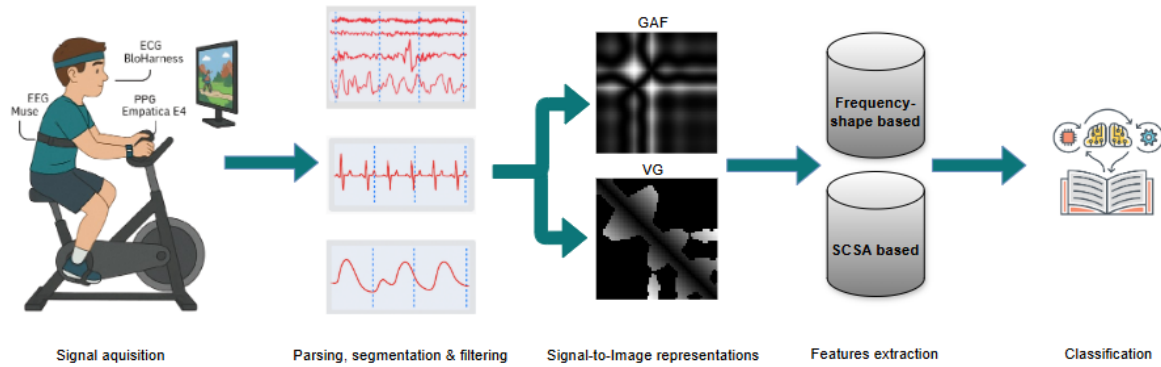 ECG
BIoHarness
EEG
Muse
PPG
Empatica E4
GAF
VG
Frequency-
shape based
SCSA based
Signal aquisition
Parsing, segmentation & filtering
Signal-to-Image representations
Features extraction
Classification